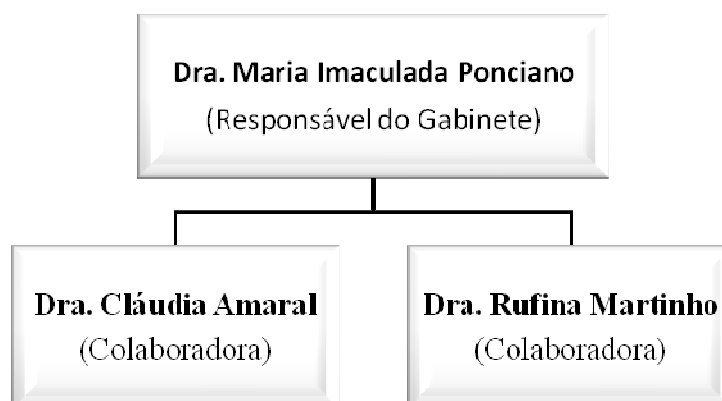 Dra. Maria Imaculada Ponciano
(Responsável do Gabinete)
Dra. Cláudia Amaral
(Colaboradora)
Dra. Rufina Martinho
(Colaboradora)